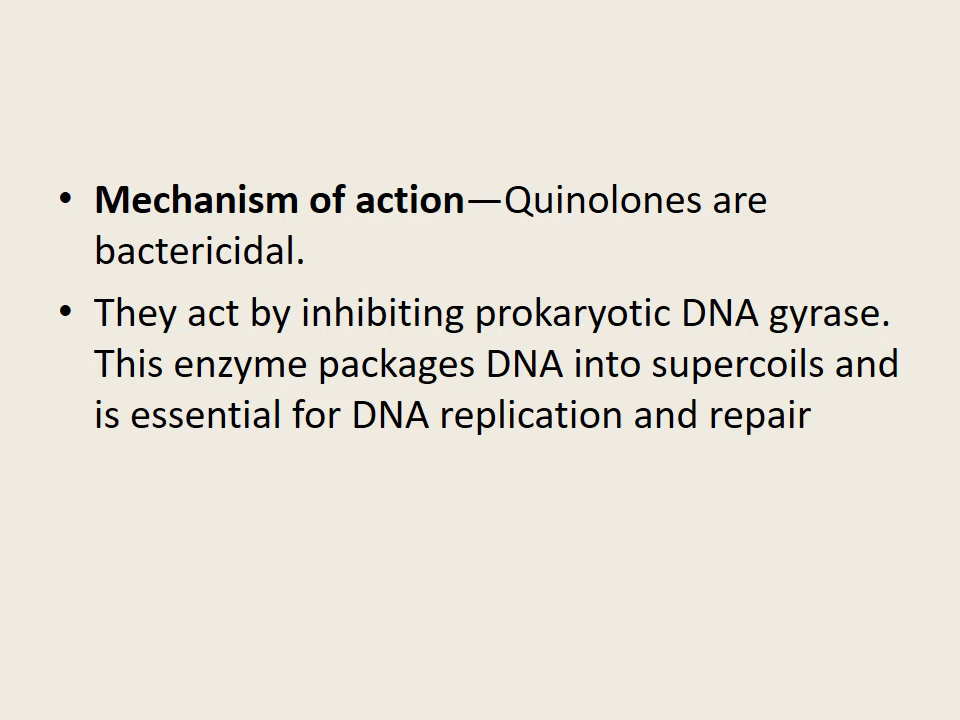 • Mechanism of action—Quinolones are
bactericidal.
• They act by inhibiting prokaryotic DNA gyrase.
This enzyme packages DNA into supercoils and
is essential for DNA replication and repair